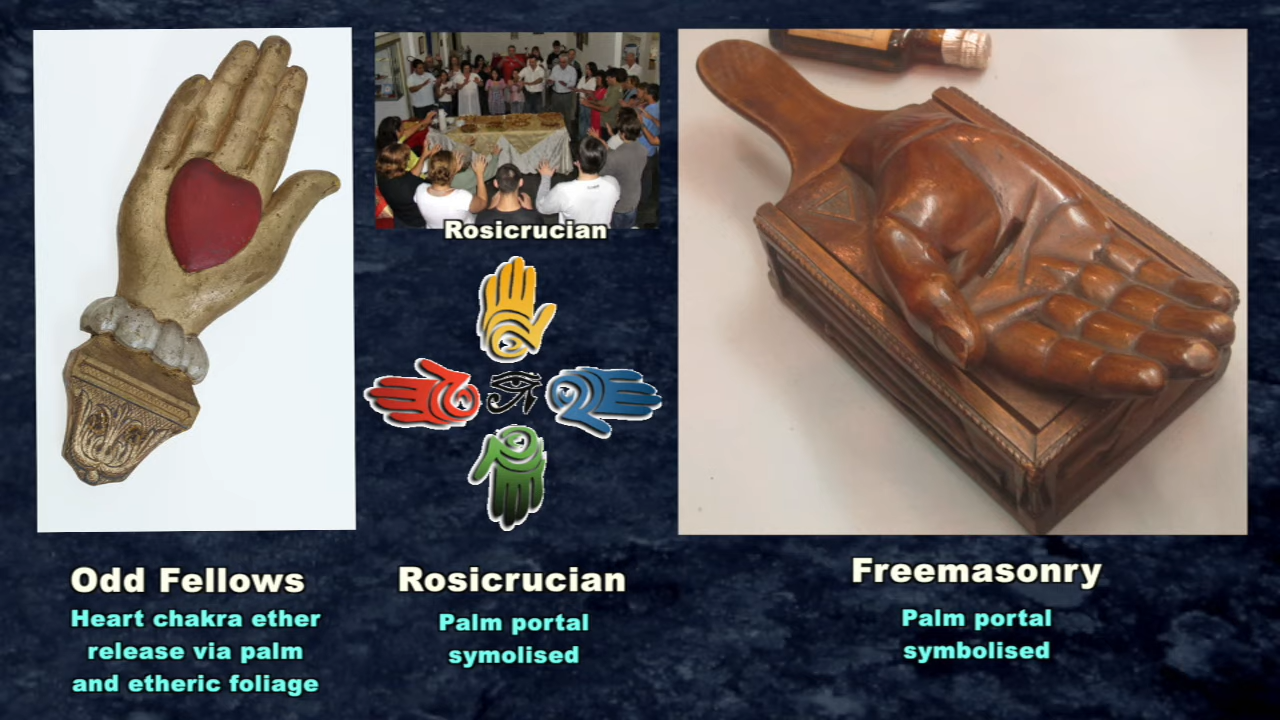 Rosicrucian
Odd Fellows
Heart chakra ether
release via palm
and etheric foliage
Rosicrucian
Palm portal
symolised
Freemasonry
Palm portal
symbolised